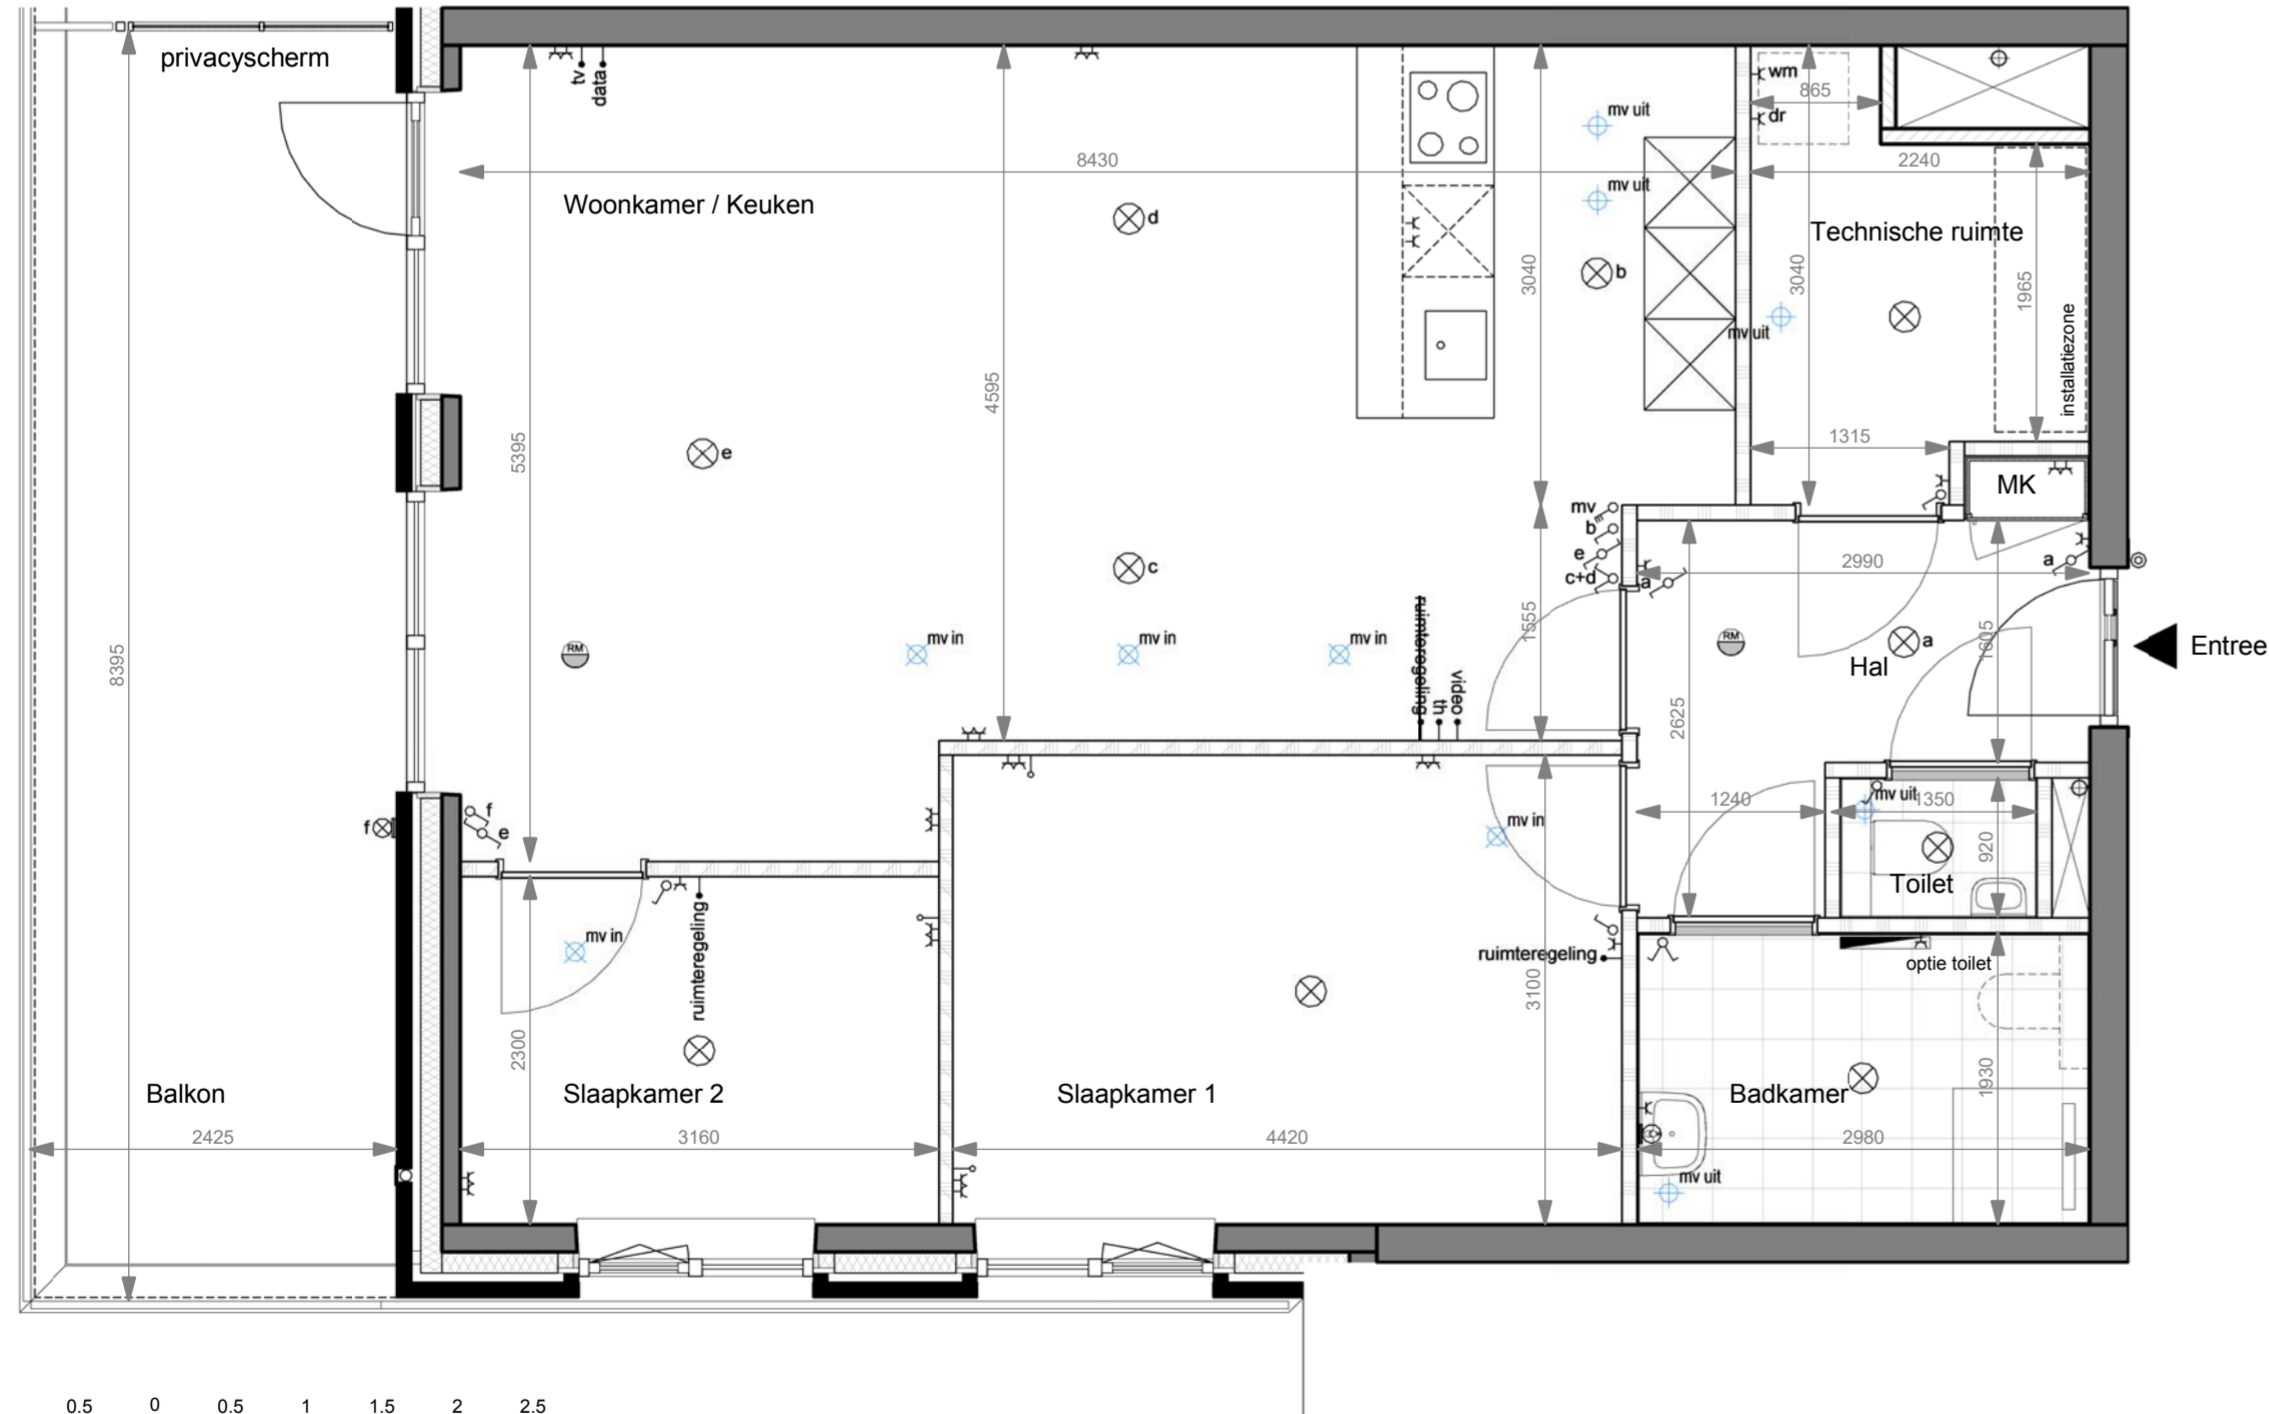 privacyscherm
tv
data
mv uit
wm
865
dr
8430
2240
mv uit
Woonkamer / Keuken
d
Technische ruimte
3040
b
3040
1965
mv uit
installatiezone
4595
5395
e
1315
MK
mv
b
e
c+d
a
2990
a
c
1555
mv in
mv in
mv in
RM
RM
a
1605
Entree
8395
ruimteregeling
th
video
Hal
2625
f
f
e
mv in
1240
mv uit
1350
920
Toilet
mv in
ruimteregeling
ruimteregeling
optie toilet
3100
2300
1930
Balkon
Slaapkamer 2
Slaapkamer 1
Badkamer
2425
3160
4420
2980
mv uit
0.5 0 0.5 1 1.5 2 2.5